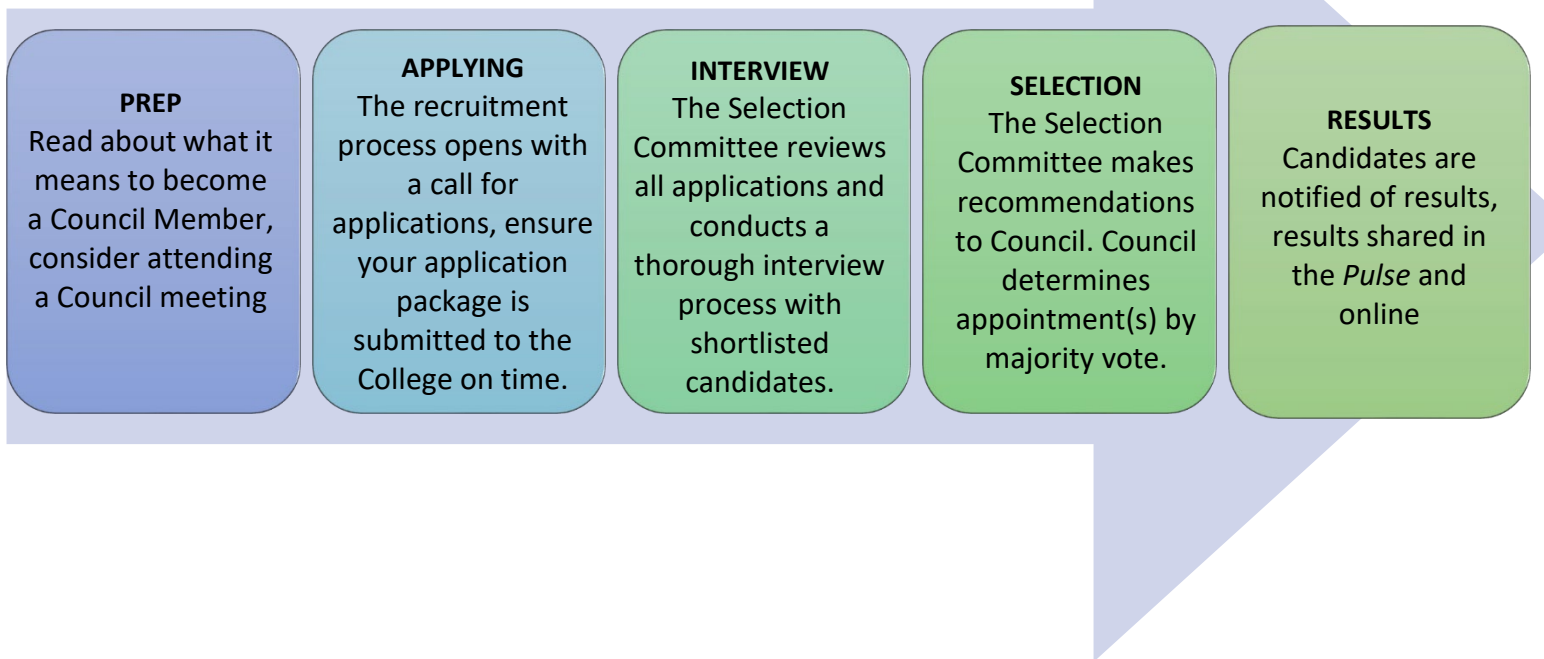 PREP
Read about what it
means to become
a Council Member,
consider attending
a Council meeting
APPLYING
The recruitment
process opens with
a call for
applications, ensure
your application
package is
submitted to the
College on time.
INTERVIEW
The Selection
Committee reviews
all applications and
conducts a
thorough interview
process with
shortlisted
candidates.
SELECTION
The Selection
Committee makes
recommendations
to Council. Council
determines
appointment(s) by
majority vote.
RESULTS
Candidates are
notified of results,
results shared in
the Pulse and
online